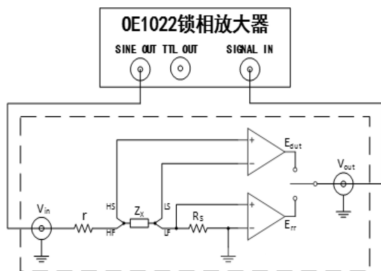 OE1022锁相放大器
SINE OUT TTL OUT SIGNAL IN
HS LS
Edut
Vin r HF Zx LF Rs Vout
Err
+
−
+
−